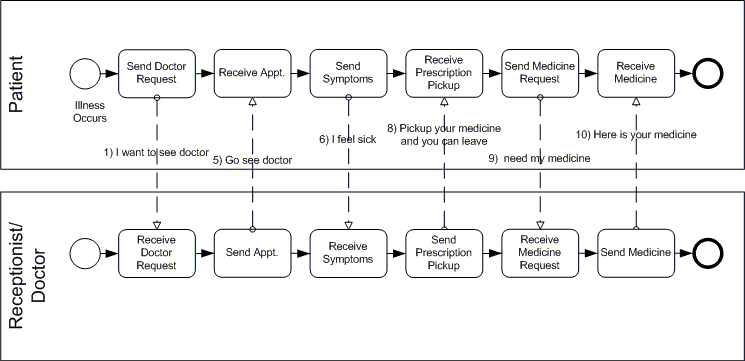 Patient
Send Doctor
Request
Receive Appt.
Send
Symptoms
Receive
Prescription
Pickup
Send Medicine
Request
Receive
Medicine
Illness
Occurs
1) I want to see doctor
5) Go see doctor
6) I feel sick
8) Pickup your medicine
and you can leave
9)  need my medicine
10) Here is your medicine
Receptionist/
Doctor
Receive
Doctor
Request
Send Appt.
Receive
Symptoms
Send
Prescription
Pickup
Receive
Medicine
Request
Send Medicine